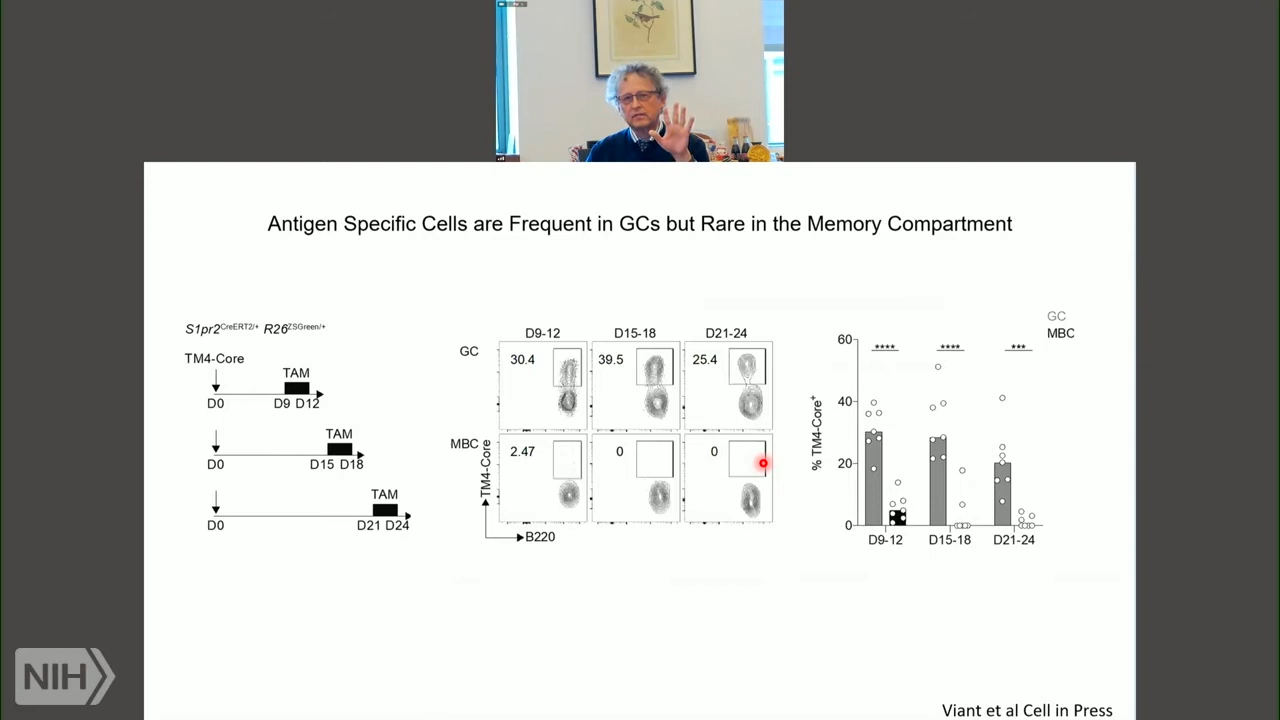 Antigen Specific Cells are Frequent in GCs but Rare in the Memory Compartment
S1pr2CreERT2/+ R26ZSGreen/+
TM4-Core
TAM
D0
D9 D12
TAM
D0
D15 D18
TAM
D0
D21 D24
D9-12
D15-18
D21-24
GC
30.4
39.5
25.4
MBC
2.47
0
0
TM4-Core
B220
GC
MBC
60
40
20
0
% TM4-Core+
****
****
***
D9-12
D15-18
D21-24
NIH
Viant et al Cell in Press